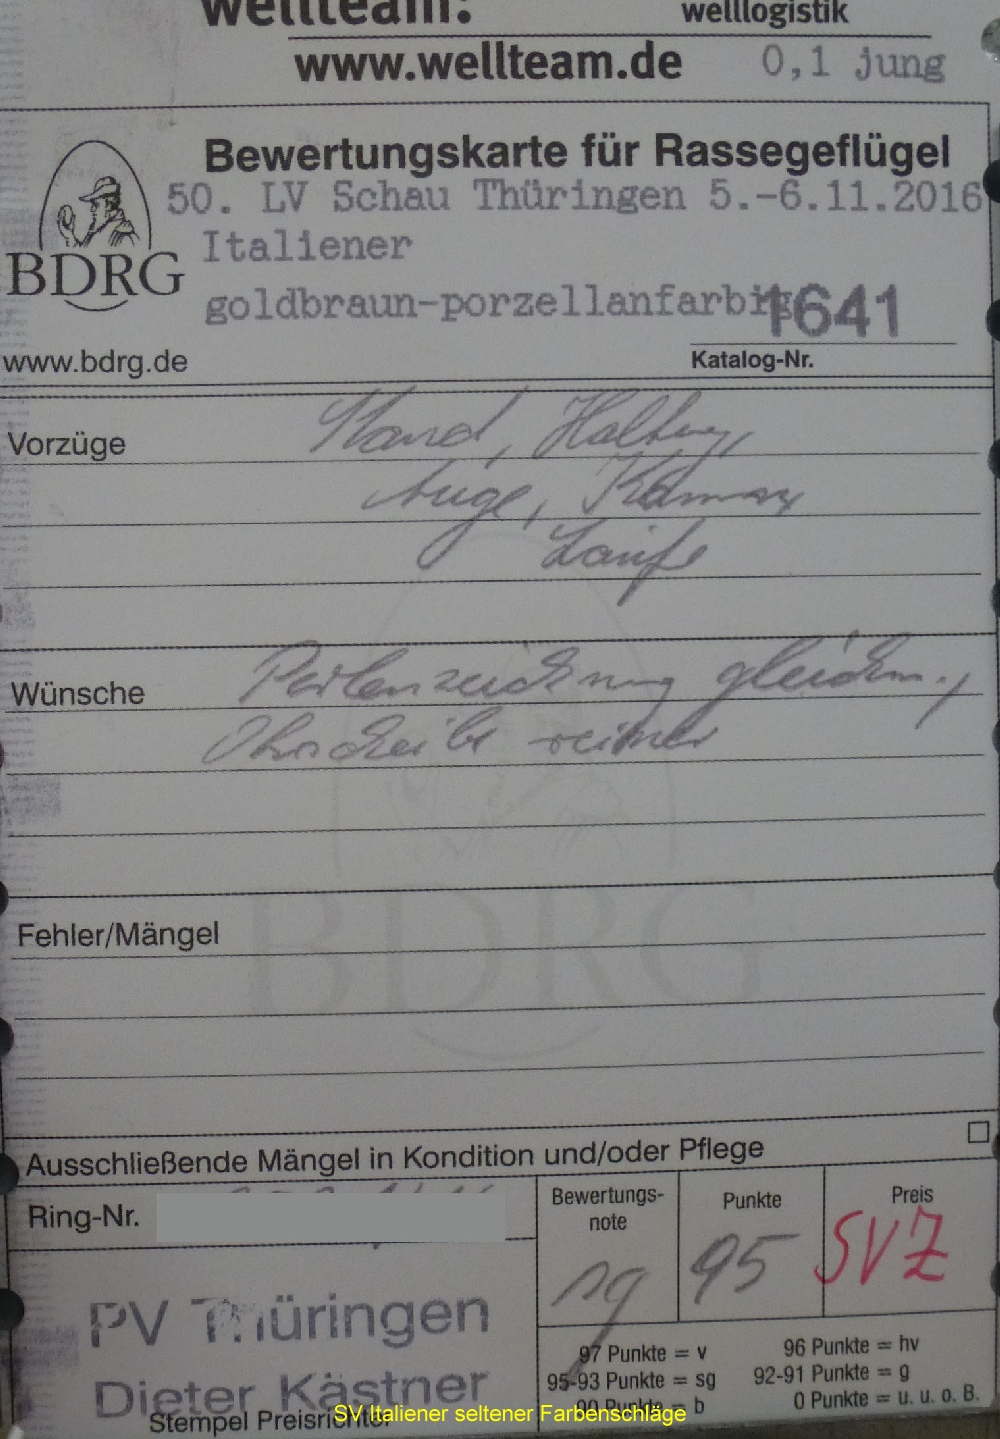 wellteam: welllogistik
www.wellteam.de 0,1 jung
Bewertungskarte für Rassegeflügel
50. LV Schau Thüringen 5.-6.11.2016
Italiener
BDRG
goldbraun-porzellanfarbig 1641
www.bdrg.de Katalog-Nr.
Vorzüge Stand, Haltung,
Auge, Kamm
Läufe
Wünsche Perlenzeichnung gleichm.,
Ohrscheibe reiner
BDRG
Fehler/Mängel
Ausschließende Mängel in Kondition und/oder Pflege
Ring-Nr.
Bewertungs-
note Punkte Preis
sg 95 SVZ
PV Thüringen
Dieter Kästner
Stempel Preisrichter
97 Punkte = v 96 Punkte = hv
95-93 Punkte = sg 92-91 Punkte = g
90 Punkte = b 0 Punkte = u. u. o. B.
SV Italiener seltener Farbenschläge